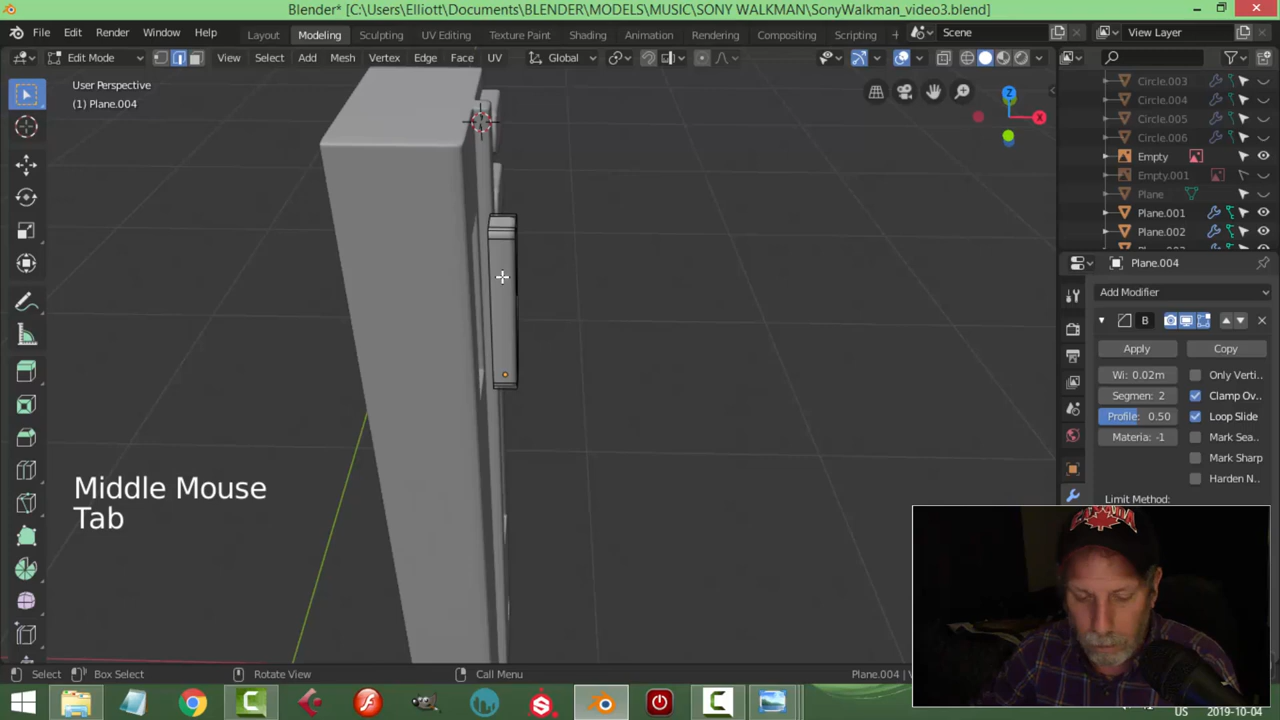 Blender* [C:\Users\Elliott\Documents\BLENDER\MODELS\MUSIC\SONY WALKMAN\SonyWalkman_video3.blend]
File Edit Render Window Help Layout Modeling Sculpting UV Editing Texture Paint Shading Animation Rendering Compositing Scripting + Scene View Layer
Edit Mode View Select Add Mesh Vertex Edge Face UV Global
User Perspective
(1) Plane.004
Z
X
Circle.003
Circle.004
Circle.005
Circle.006
Empty
Empty.001
Plane
Plane.001
Plane.002
Plane.004
Add Modifier
B
Apply Copy
Wi: 0.02m Only Verti..
Segmen: 2 Clamp Ov..
Profile: 0.50 Loop Slide
Materia: -1 Mark Sea..
Mark Sharp
Harden N..
Limit Method:
Middle Mouse
Tab
CANADA
Select Box Select Rotate View Call Menu Plane.004 | V
US 2019-10-04